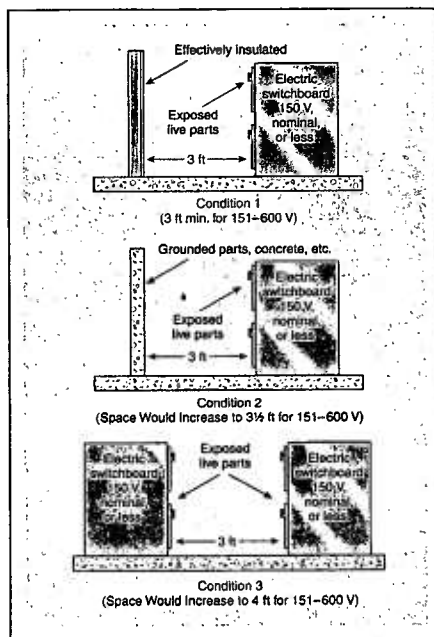 Effectively insulated
Exposed
live parts
Electric
switchboard
150 V,
nominal,
or less
3 ft
Condition 1
(3 ft min. for 151–600 V)
Grounded parts, concrete, etc.
Exposed
live parts
Electric
switchboard
150 V,
nominal,
or less
3 ft
Condition 2
(Space Would Increase to 3½ ft for 151–600 V)
Electric
switchboard
150 V,
nominal,
or less
Exposed
live parts
Electric
switchboard
150 V,
nominal,
or less
3 ft
Condition 3
(Space Would Increase to 4 ft for 151–600 V)